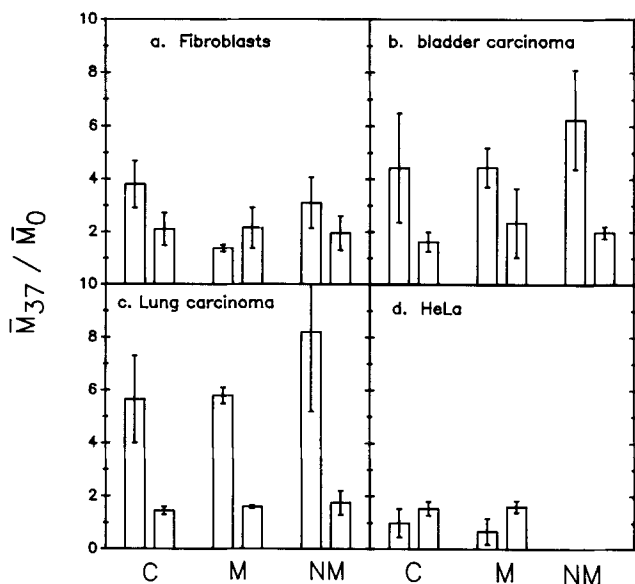 10
8
6
4
2
10
8
6
4
2
0
M̅37 / M̅0
a. Fibroblasts
b. bladder carcinoma
c. Lung carcinoma
d. HeLa
C M NM C M NM